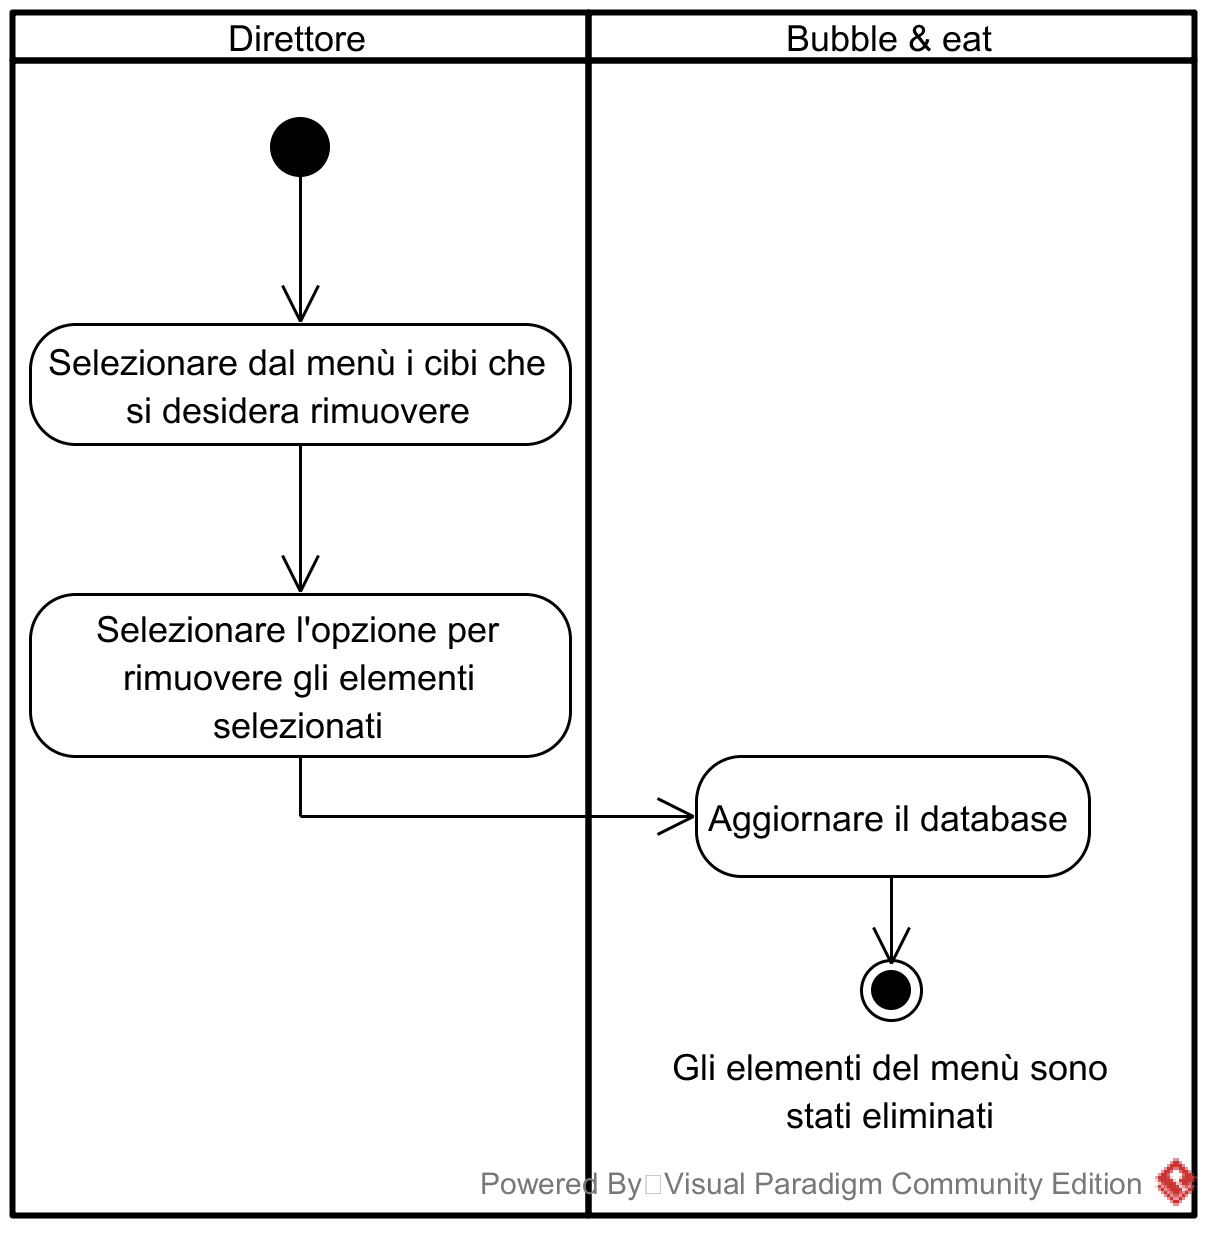 Direttore
Bubble & eat
Selezionare dal menù i cibi che
si desidera rimuovere
Selezionare l'opzione per
rimuovere gli elementi
selezionati
Aggiornare il database
Gli elementi del menù sono
stati eliminati
Powered By Visual Paradigm Community Edition